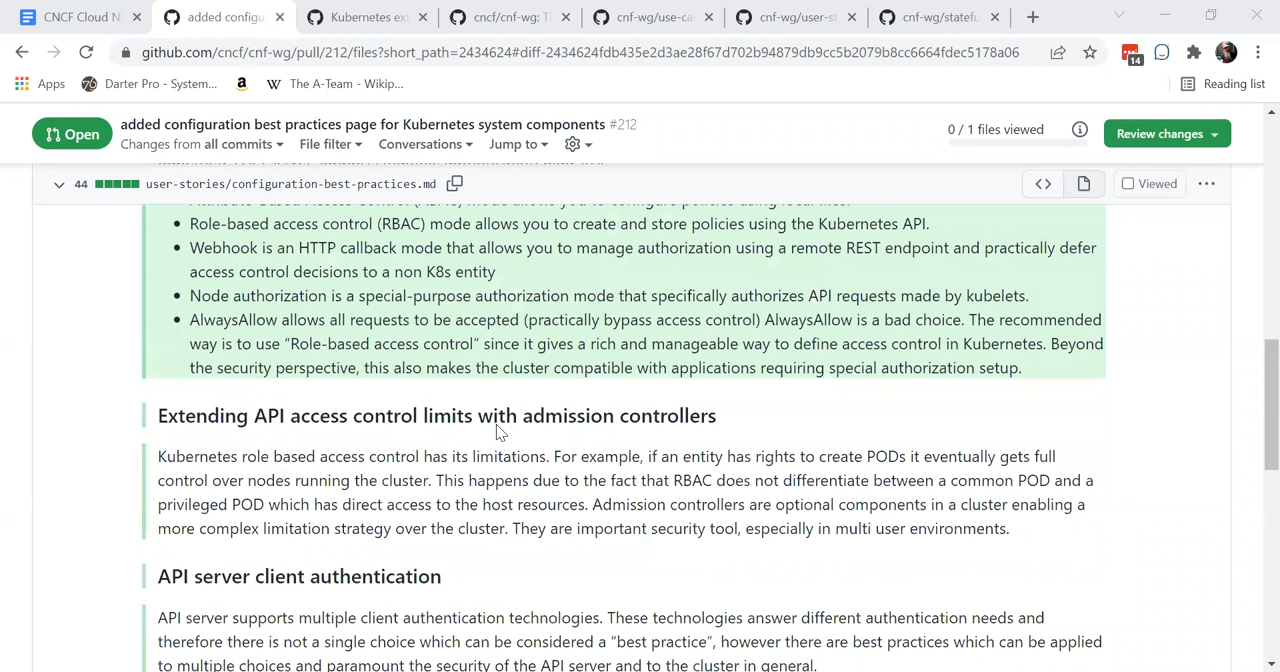 CNCF Cloud N
added configu
Kubernetes ext
cncf/cnf-wg: T
cnf-wg/use-ca
cnf-wg/user-st
cnf-wg/statefu
github.com/cncf/cnf-wg/pull/212/files?short_path=2434624#diff-2434624fdb435e2d3ae28f67d702b94879db9cc5b2079b8cc6664fdec5178a06
14
Apps
Darter Pro - System...
The A-Team - Wikip...
Reading list
Open
added configuration best practices page for Kubernetes system components #212
Changes from all commits
File filter
Conversations
Jump to
0 / 1 files viewed
Review changes
44
user-stories/configuration-best-practices.md
Viewed
• Role-based access control (RBAC) mode allows you to create and store policies using the Kubernetes API.
• Webhook is an HTTP callback mode that allows you to manage authorization using a remote REST endpoint and practically defer
access control decisions to a non K8s entity
• Node authorization is a special-purpose authorization mode that specifically authorizes API requests made by kubelets.
• AlwaysAllow allows all requests to be accepted (practically bypass access control) AlwaysAllow is a bad choice. The recommended
way is to use “Role-based access control” since it gives a rich and manageable way to define access control in Kubernetes. Beyond
the security perspective, this also makes the cluster compatible with applications requiring special authorization setup.
Extending API access control limits with admission controllers
Kubernetes role based access control has its limitations. For example, if an entity has rights to create PODs it eventually gets full
control over nodes running the cluster. This happens due to the fact that RBAC does not differentiate between a common POD and a
privileged POD which has direct access to the host resources. Admission controllers are optional components in a cluster enabling a
more complex limitation strategy over the cluster. They are important security tool, especially in multi user environments.
API server client authentication
API server supports multiple client authentication technologies. These technologies answer different authentication needs and
therefore there is not a single choice which can be considered a “best practice”, however there are best practices which can be applied
to multiple choices and paramount the security of the API server and to the cluster in general.